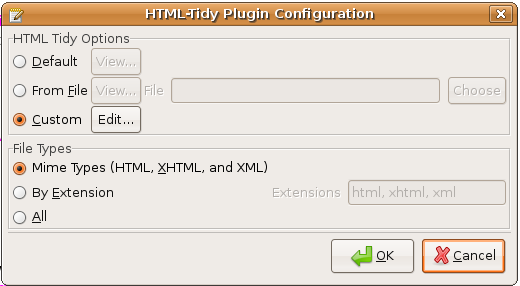 HTML-Tidy Plugin Configuration
HTML Tidy Options
Default View...
From File View... File Choose
Custom Edit...
File Types
Mime Types (HTML, XHTML, and XML)
By Extension Extensions html, xhtml, xml
All
OK Cancel